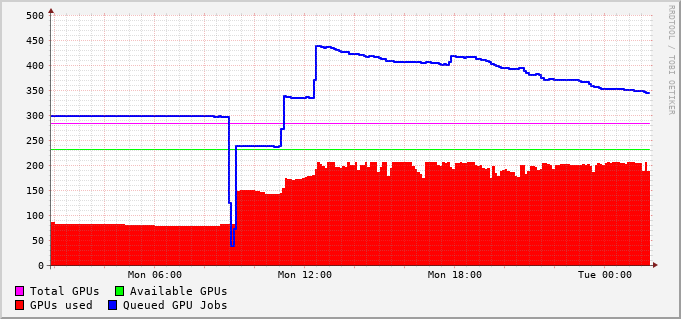 500
450
400
350
300
250
200
150
100
50
0
Mon 06:00 Mon 12:00 Mon 18:00 Tue 00:00
Total GPUs Available GPUs
GPUs used Queued GPU Jobs
RRDTOOL / TOBI OETIKER